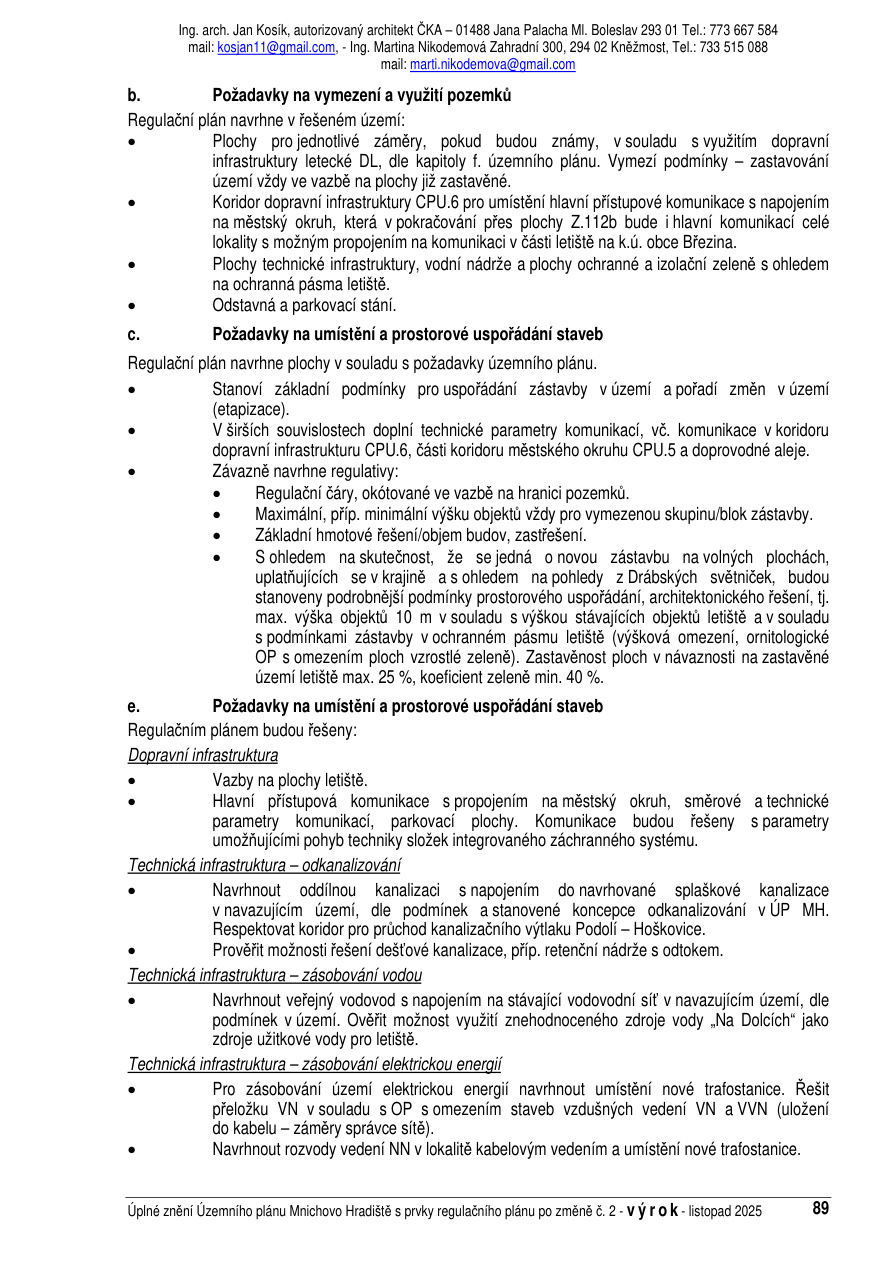 Ing. arch. Jan Kosík, autorizovaný architekt ČKA – 01488 Jana Palacha Ml. Boleslav 293 01 Tel.: 773 667 584
mail: kosjan11@gmail.com, - Ing. Martina Nikodemová Zahradní 300, 294 02 Kněžmost, Tel.: 733 515 088
mail: marti.nikodemova@gmail.com
b. Požadavky na vymezení a využití pozemků
Regulační plán navrhne v řešeném území:
• Plochy pro jednotlivé záměry, pokud budou známy, v souladu s využitím dopravní
infrastruktury letecké DL, dle kapitoly f. územního plánu. Vymezí podmínky – zastavování
území vždy ve vazbě na plochy již zastavěné.
• Koridor dopravní infrastruktury CPU.6 pro umístění hlavní přístupové komunikace s napojením
na městský okruh, která v pokračování přes plochy Z.112b bude i hlavní komunikací celé
lokality s možným propojením na komunikaci v části letiště na k.ú. obce Březina.
• Plochy technické infrastruktury, vodní nádrže a plochy ochranné a izolační zeleně s ohledem
na ochranná pásma letiště.
• Odstavná a parkovací stání.
c. Požadavky na umístění a prostorové uspořádání staveb
Regulační plán navrhne plochy v souladu s požadavky územního plánu.
• Stanoví základní podmínky pro uspořádání zástavby v území a pořadí změn v území
(etapizace).
• V širších souvislostech doplní technické parametry komunikací, vč. komunikace v koridoru
dopravní infrastrukturu CPU.6, části koridoru městského okruhu CPU.5 a doprovodné aleje.
• Závazně navrhne regulativy:
• Regulační čáry, okótované ve vazbě na hranici pozemků.
• Maximální, příp. minimální výšku objektů vždy pro vymezenou skupinu/blok zástavby.
• Základní hmotové řešení/objem budov, zastřešení.
• S ohledem na skutečnost, že se jedná o novou zástavbu na volných plochách,
uplatňujících se v krajině a s ohledem na pohledy z Drábských světniček, budou
stanoveny podrobnější podmínky prostorového uspořádání, architektonického řešení, tj.
max. výška objektů 10 m v souladu s výškou stávajících objektů letiště a v souladu
s podmínkami zástavby v ochranném pásmu letiště (výšková omezení, ornitologické
OP s omezením ploch vzrostlé zeleně). Zastavěnost ploch v návaznosti na zastavěné
území letiště max. 25 %, koeficient zeleně min. 40 %.
e. Požadavky na umístění a prostorové uspořádání staveb
Regulačním plánem budou řešeny:
Dopravní infrastruktura
• Vazby na plochy letiště.
• Hlavní přístupová komunikace s propojením na městský okruh, směrové a technické
parametry komunikací, parkovací plochy. Komunikace budou řešeny s parametry
umožňujícími pohyb techniky složek integrovaného záchranného systému.
Technická infrastruktura – odkanalizování
• Navrhnout oddílnou kanalizaci s napojením do navrhované splaškové kanalizace
v navazujícím území, dle podmínek a stanovené koncepce odkanalizování v ÚP MH.
Respektovat koridor pro průchod kanalizačního výtlaku Podolí – Hoškovice.
• Prověřit možnosti řešení dešťové kanalizace, příp. retenční nádrže s odtokem.
Technická infrastruktura – zásobování vodou
• Navrhnout veřejný vodovod s napojením na stávající vodovodní síť v navazujícím území, dle
podmínek v území. Ověřit možnost využití znehodnoceného zdroje vody „Na Dolcích“ jako
zdroje užitkové vody pro letiště.
Technická infrastruktura – zásobování elektrickou energií
• Pro zásobování území elektrickou energií navrhnout umístění nové trafostanice. Řešit
přeložku VN v souladu s OP s omezením staveb vzdušných vedení VN a VVN (uložení
do kabelu – záměry správce sítě).
• Navrhnout rozvody vedení NN v lokalitě kabelovým vedením a umístění nové trafostanice.
Úplné znění Územního plánu Mnichovo Hradiště s prvky regulačního plánu po změně č. 2 - v ý r o k - listopad 2025 89